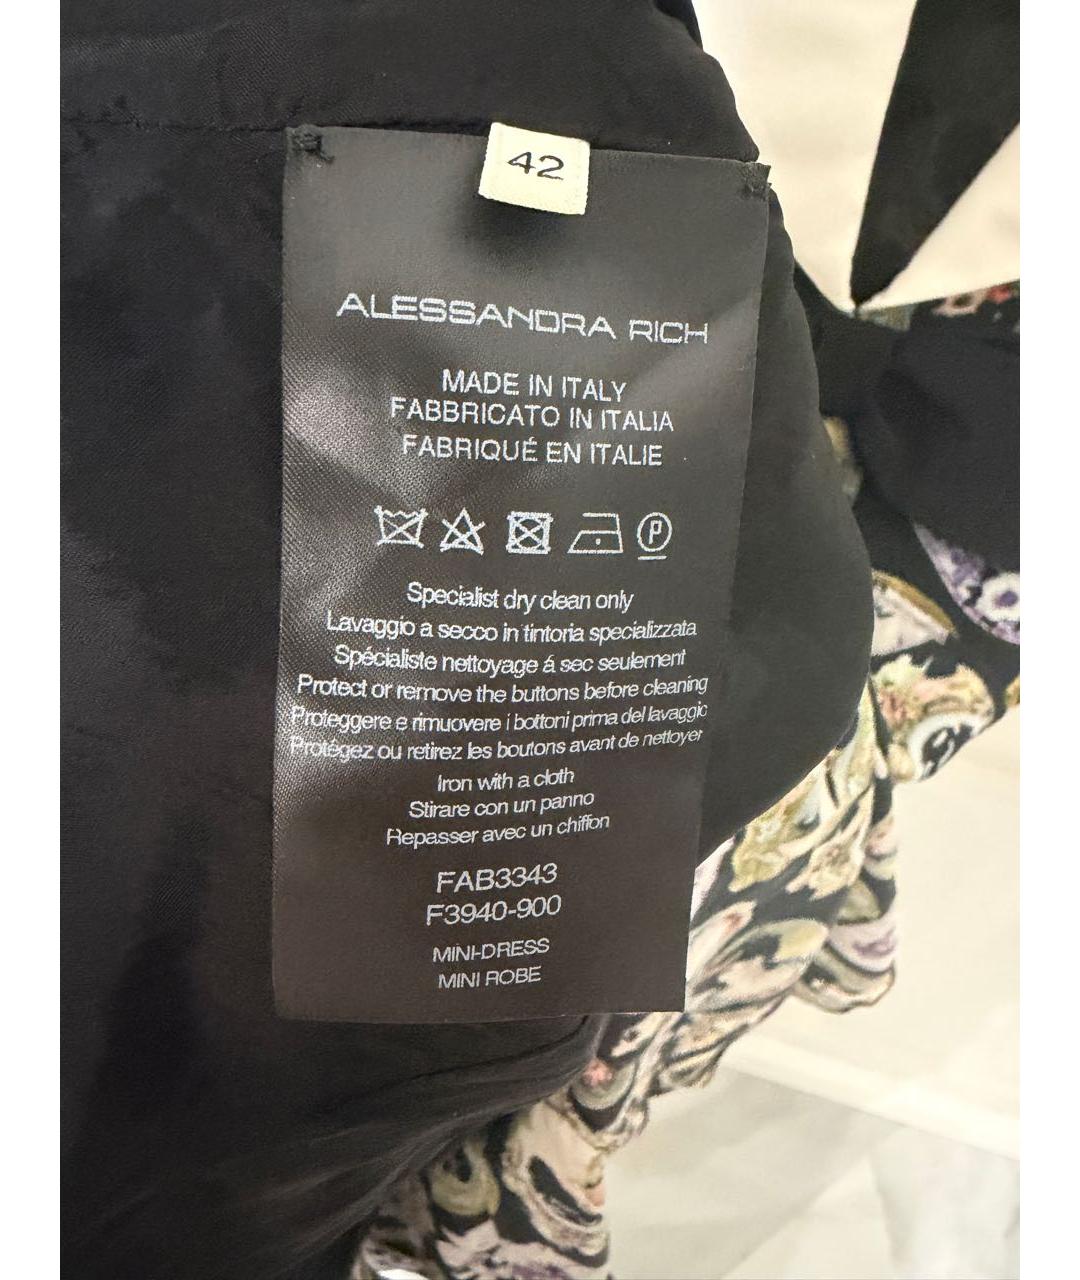 42
ALESSANDRA RICH
MADE IN ITALY
FABBRICATO IN ITALIA
FABRIQUÉ EN ITALIE
P
Specialist dry clean only
Lavaggio a secco in tintoria specializzata
Spécialiste nettoyage á sec seulement
Protect or remove the buttons before cleaning
Proteggere e rimuovere i bottoni prima del lavaggio
Protégez ou retirez les boutons avant de nettoyer
Iron with a cloth
Stirare con un panno
Repasser avec un chiffon
FAB3343
F3940-900
MINI-DRESS
MINI ROBE